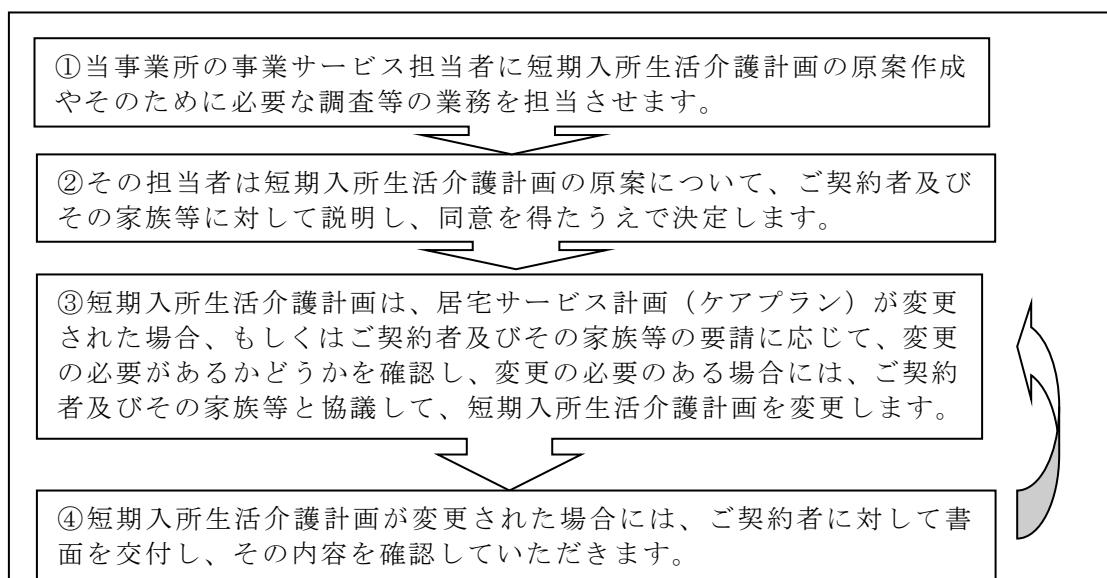 ①当事業所の事業サービス担当者に短期入所生活介護計画の原案作成
やそのために必要な調査等の業務を担当させます。
②その担当者は短期入所生活介護計画の原案について、ご契約者及び
その家族等に対して説明し、同意を得たうえで決定します。
③短期入所生活介護計画は、居宅サービス計画（ケアプラン）が変更
された場合、もしくはご契約者及びその家族等の要請に応じて、変更
の必要があるかどうかを確認し、変更の必要のある場合には、ご契約
者及びその家族等と協議して、短期入所生活介護計画を変更します。
④短期入所生活介護計画が変更された場合には、ご契約者に対して書
面を交付し、その内容を確認していただきます。